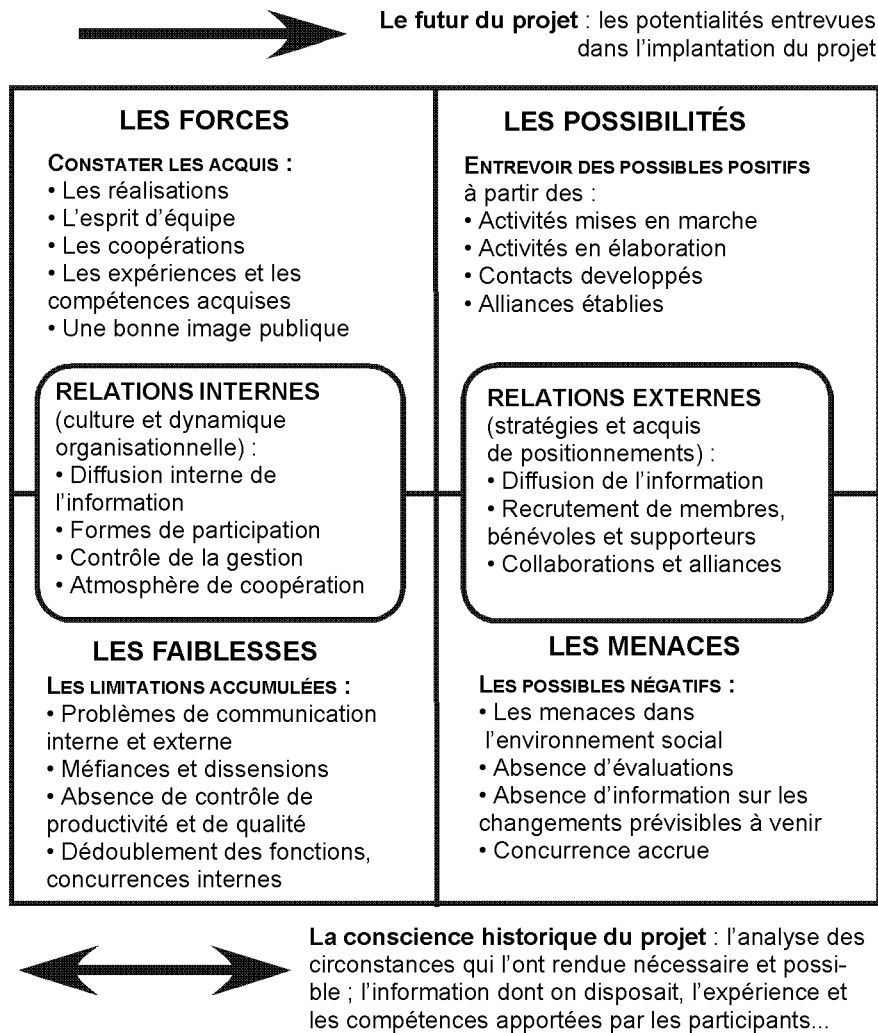 Le futur du projet : les potentialités entrevues
dans l'implantation du projet
LES FORCES
CONSTATER LES ACQUIS :
• Les réalisations
• L'esprit d'équipe
• Les coopérations
• Les expériences et les
compétences acquises
• Une bonne image publique
LES POSSIBILITÉS
ENTREVOIR DES POSSIBLES POSITIFS
à partir des :
• Activités mises en marche
• Activités en élaboration
• Contacts developpés
• Alliances établies
RELATIONS INTERNES
(culture et dynamique
organisationnelle) :
• Diffusion interne de
l'information
• Formes de participation
• Contrôle de la gestion
• Atmosphère de coopération
RELATIONS EXTERNES
(stratégies et acquis
de positionnements) :
• Diffusion de l'information
• Recrutement de membres,
bénévoles et supporteurs
• Collaborations et alliances
LES FAIBLESSES
LES LIMITATIONS ACCUMULÉES :
• Problèmes de communication
interne et externe
• Méfiances et dissensions
• Absence de contrôle de
productivité et de qualité
• Dédoublement des fonctions,
concurrences internes
LES MENACES
LES POSSIBLES NÉGATIFS :
• Les menaces dans
l'environnement social
• Absence d'évaluations
• Absence d'information sur les
changements prévisibles à venir
• Concurrence accrue
La conscience historique du projet : l'analyse des
circonstances qui l'ont rendue nécessaire et possi-
ble ; l'information dont on disposait, l'expérience et
les compétences apportées par les participants...